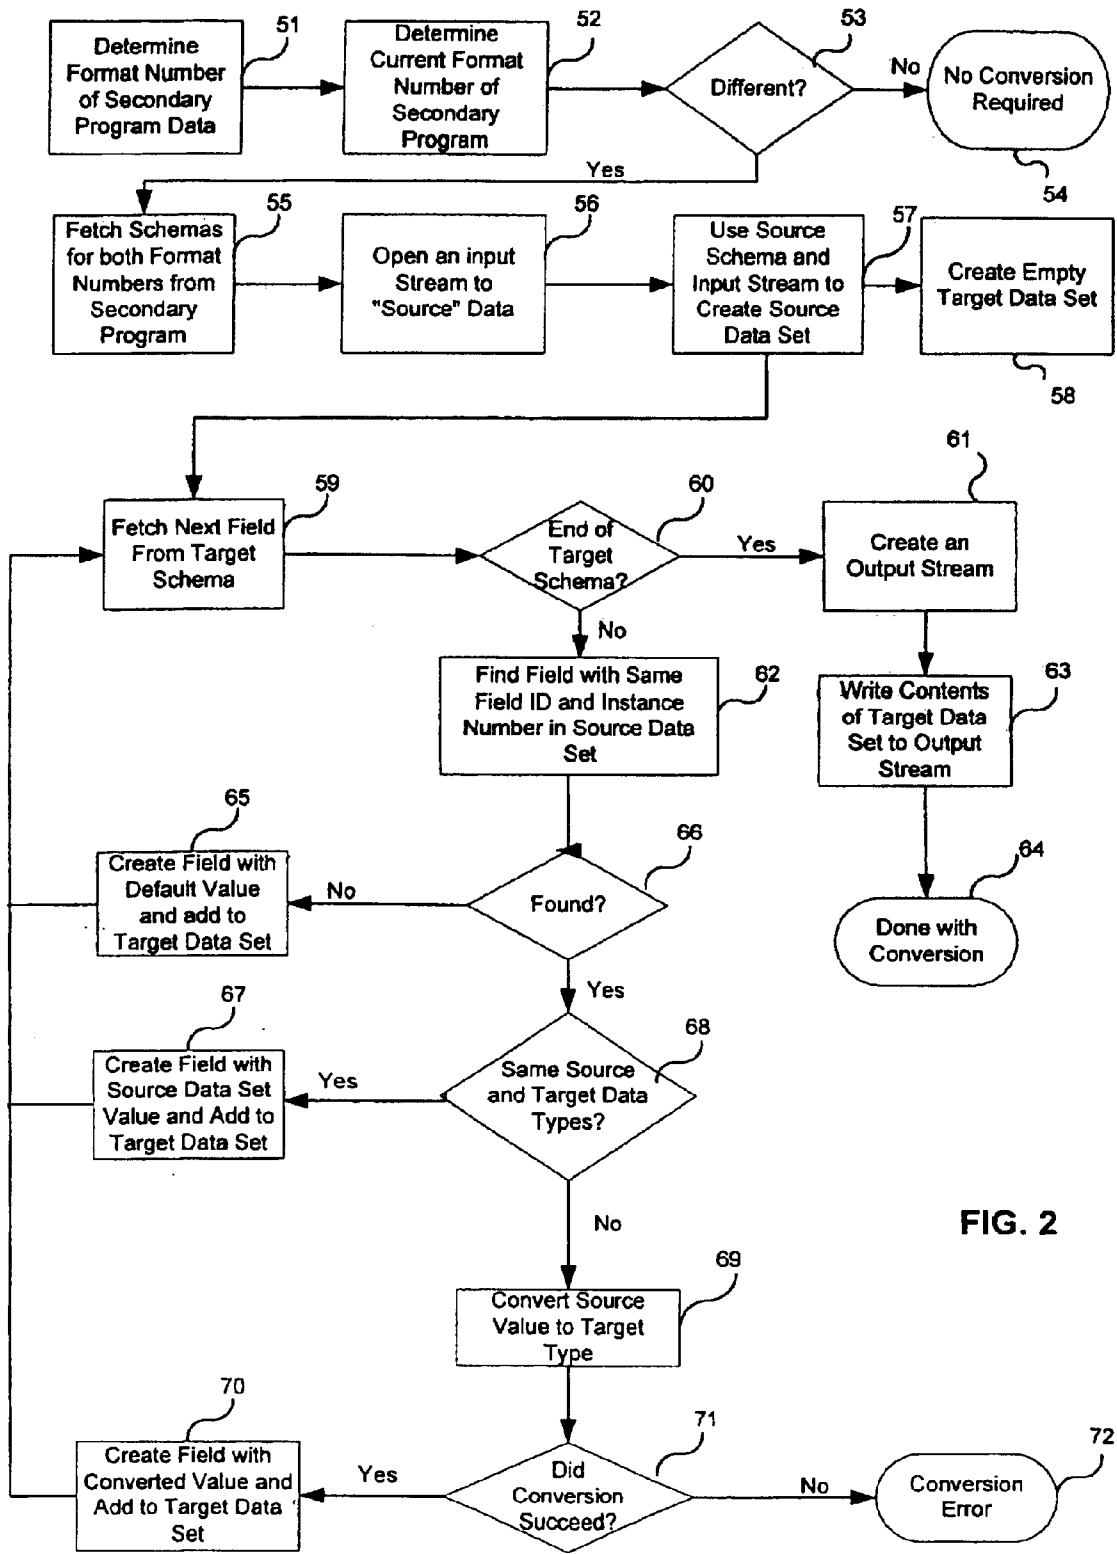 51
Determine
Format Number
of Secondary
Program Data
52
Determine
Current Format
Number of
Secondary
Program
53
Different?
No
No Conversion
Required
54
Yes
55
Fetch Schemas
for both Format
Numbers from
Secondary
Program
56
Open an input
Stream to
"Source" Data
57
Use Source
Schema and
Input Stream to
Create Source
Data Set
Create Empty
Target Data Set
58
59
Fetch Next Field
From Target
Schema
60
End of
Target
Schema?
Yes
61
Create an
Output Stream
No
62
Find Field with Same
Field ID and Instance
Number in Source Data
Set
63
Write Contents
of Target Data
Set to Output
Stream
65
Create Field with
Default Value
and add to
Target Data Set
No
66
Found?
64
Done with
Conversion
Yes
67
Create Field with
Source Data Set
Value and Add to
Target Data Set
Yes
68
Same Source
and Target Data
Types?
No
FIG. 2
69
Convert Source
Value to Target
Type
70
Create Field with
Converted Value and
Add to Target Data
Set
Yes
71
Did
Conversion
Succeed?
No
72
Conversion
Error